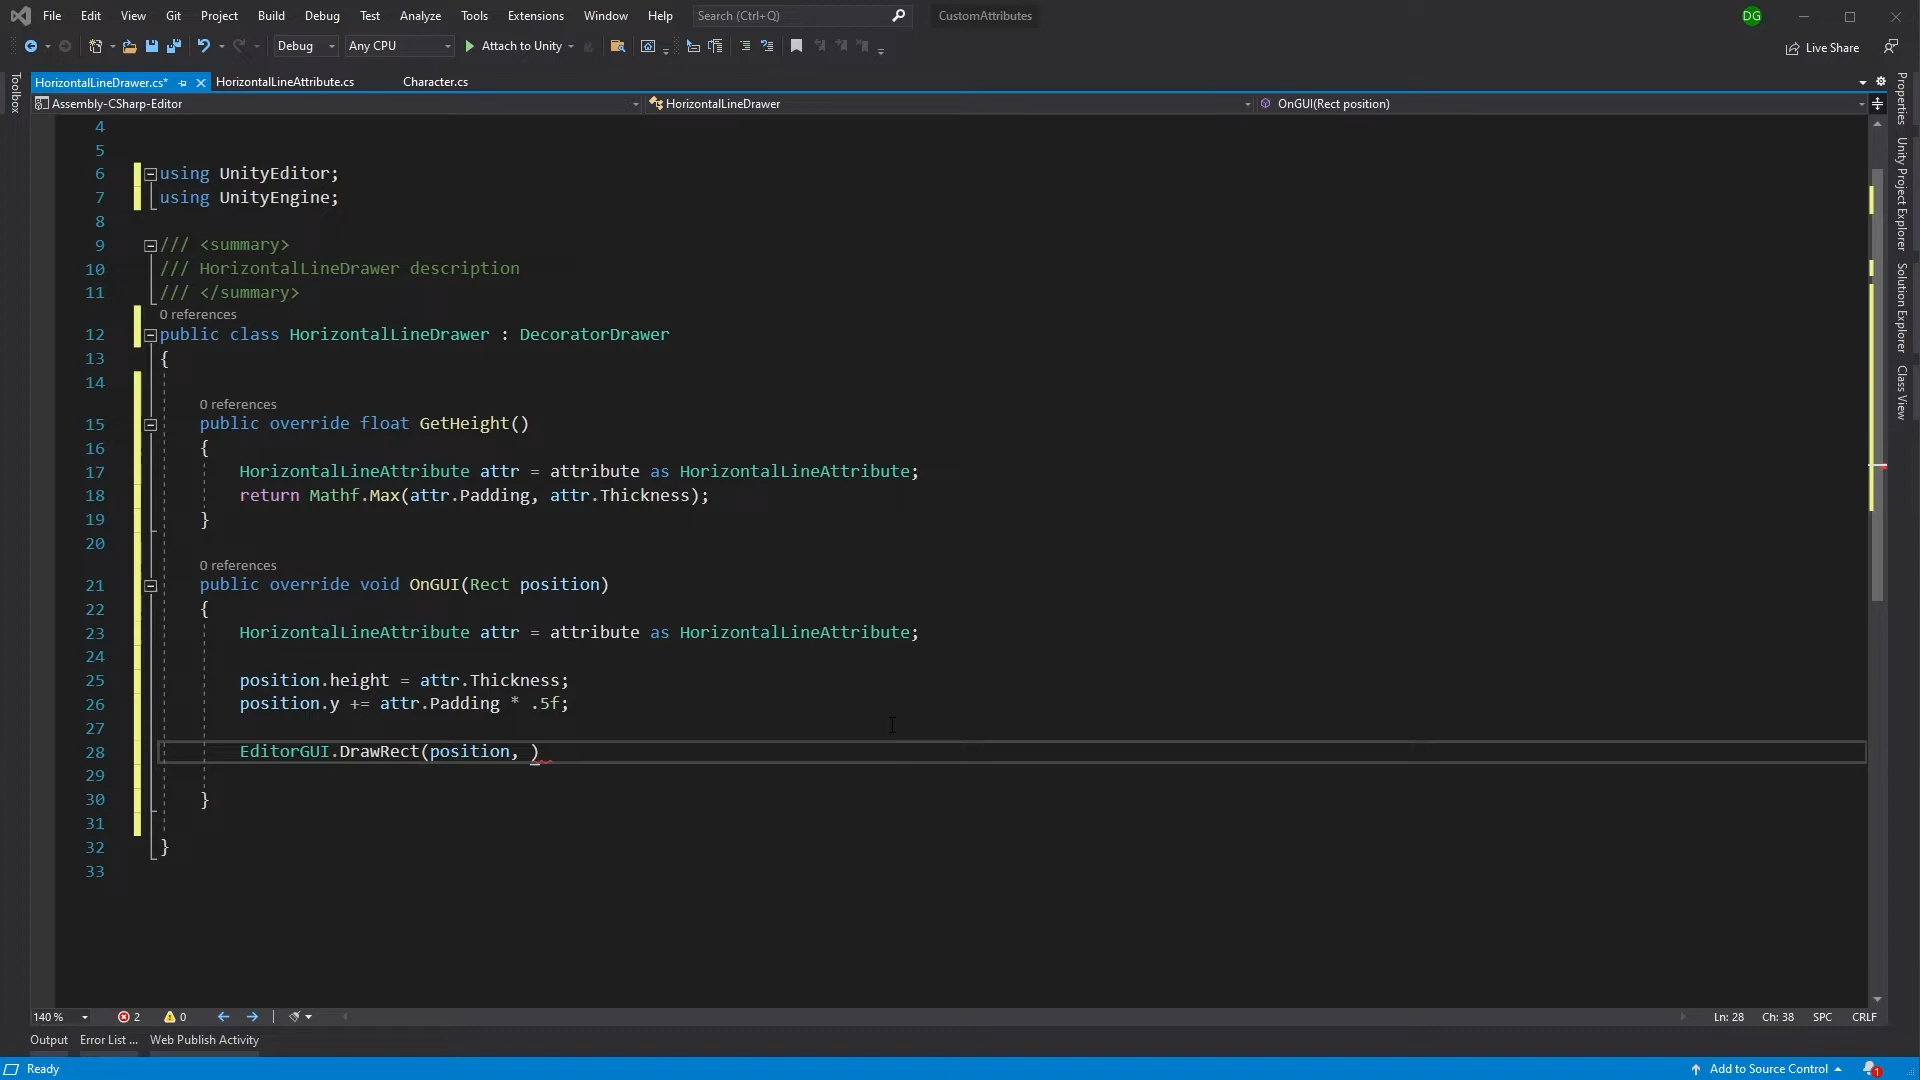 File Edit View Git Project Build Debug Test Analyze Tools Extensions Window Help Search (Ctrl+Q) CustomAttributes DG
Debug Any CPU Attach to Unity Live Share
HorizontalLineDrawer.cs* HorizontalLineAttribute.cs Character.cs
Assembly-CSharp-Editor HorizontalLineDrawer OnGUI(Rect position)
Toolbox
Properties
Unity Project Explorer
Solution Explorer
Class View
4
5
6 using UnityEditor;
7 using UnityEngine;
8
9 /// <summary>
10 /// HorizontalLineDrawer description
11 /// </summary>
0 references
12 public class HorizontalLineDrawer : DecoratorDrawer
13 {
14
0 references
15 public override float GetHeight()
16 {
17 HorizontalLineAttribute attr = attribute as HorizontalLineAttribute;
18 return Mathf.Max(attr.Padding, attr.Thickness);
19 }
20
0 references
21 public override void OnGUI(Rect position)
22 {
23 HorizontalLineAttribute attr = attribute as HorizontalLineAttribute;
24
25 position.height = attr.Thickness;
26 position.y += attr.Padding * .5f;
27
28 EditorGUI.DrawRect(position, )
29
30 }
31
32 }
33
140 % 2 0 Ln: 28 Ch: 38 SPC CRLF
Output Error List ... Web Publish Activity
Ready Add to Source Control 1